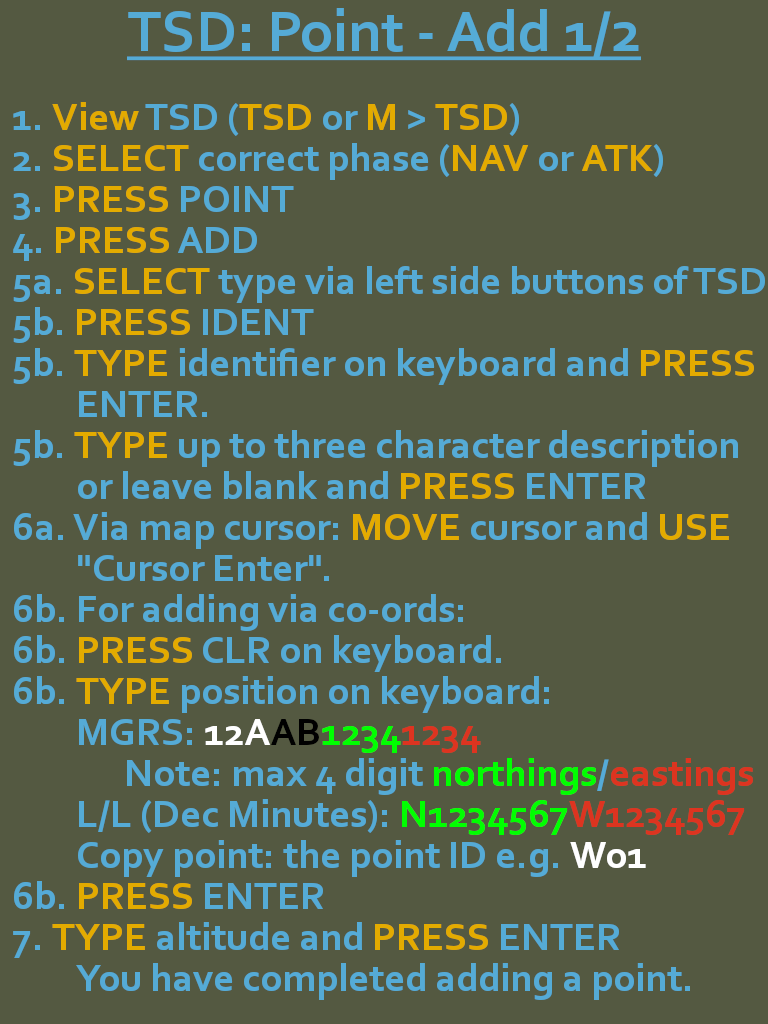 TSD: Point - Add 1/2
1. View TSD (TSD or M > TSD)
2. SELECT correct phase (NAV or ATK)
3. PRESS POINT
4. PRESS ADD
5a. SELECT type via left side buttons of TSD
5b. PRESS IDENT
5b. TYPE identifier on keyboard and PRESS
ENTER.
5b. TYPE up to three character description
or leave blank and PRESS ENTER
6a. Via map cursor: MOVE cursor and USE
"Cursor Enter".
6b. For adding via co-ords:
6b. PRESS CLR on keyboard.
6b. TYPE position on keyboard:
MGRS: 12AAB12341234
Note: max 4 digit northings/eastings
L/L (Dec Minutes): N1234567W1234567
Copy point: the point ID e.g. W01
6b. PRESS ENTER
7. TYPE altitude and PRESS ENTER
You have completed adding a point.